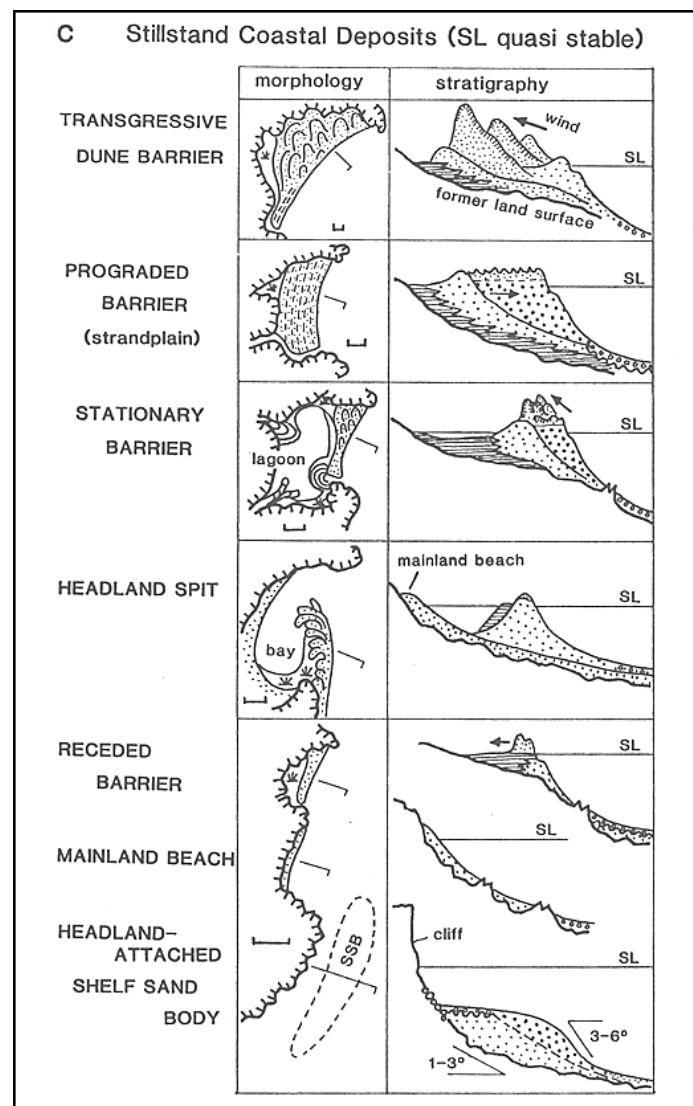 C Stillstand Coastal Deposits (SL quasi stable)
morphology stratigraphy
TRANSGRESSIVE
DUNE BARRIER
wind
SL
former land surface
PROGRADED
BARRIER
(strandplain)
SL
STATIONARY
BARRIER
lagoon
SL
HEADLAND SPIT
bay
mainland beach
SL
RECEDED
BARRIER
SL
MAINLAND BEACH
SL
HEADLAND-
ATTACHED
SHELF SAND
BODY
SSB
cliff
SL
3-6°
1-3°